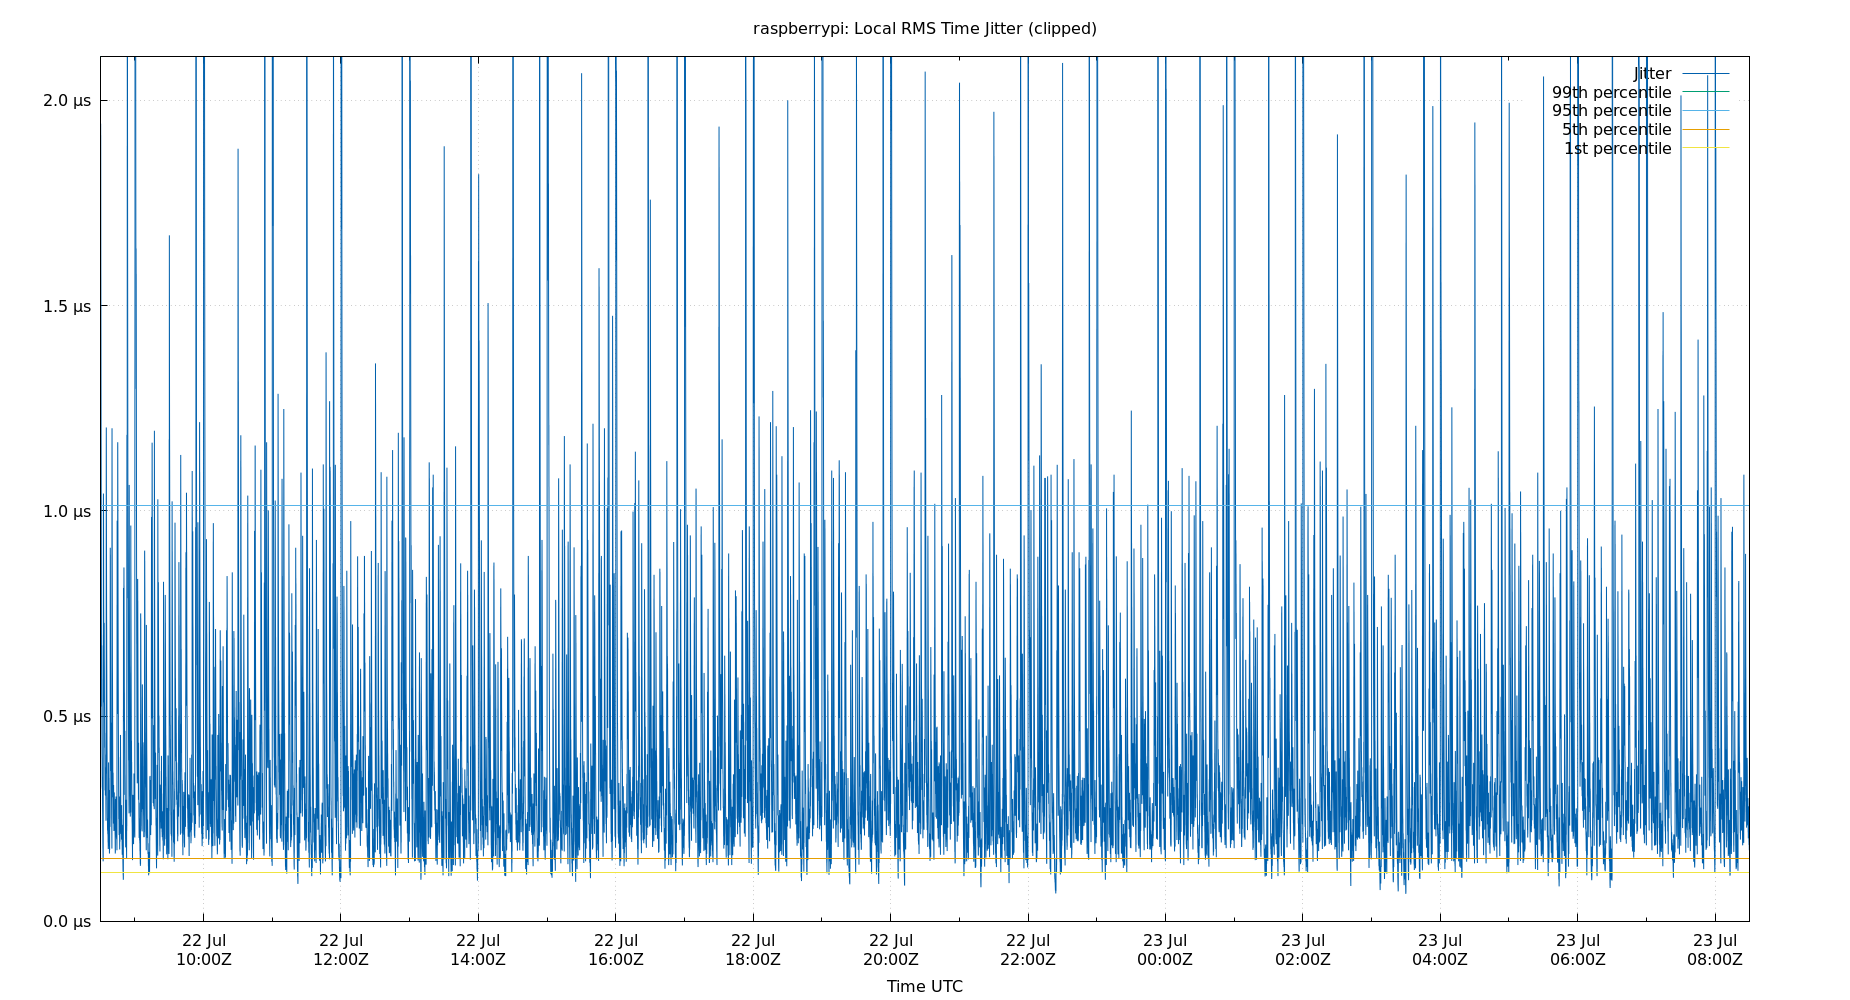 raspberrypi: Local RMS Time Jitter (clipped)
Jitter
99th percentile
95th percentile
5th percentile
1st percentile
2.0 μs
1.5 μs
1.0 μs
0.5 μs
0.0 μs
22 Jul 22 Jul 22 Jul 22 Jul 22 Jul 22 Jul 22 Jul 23 Jul 23 Jul 23 Jul 23 Jul 23 Jul
10:00Z 12:00Z 14:00Z 16:00Z 18:00Z 20:00Z 22:00Z 00:00Z 02:00Z 04:00Z 06:00Z 08:00Z
Time UTC